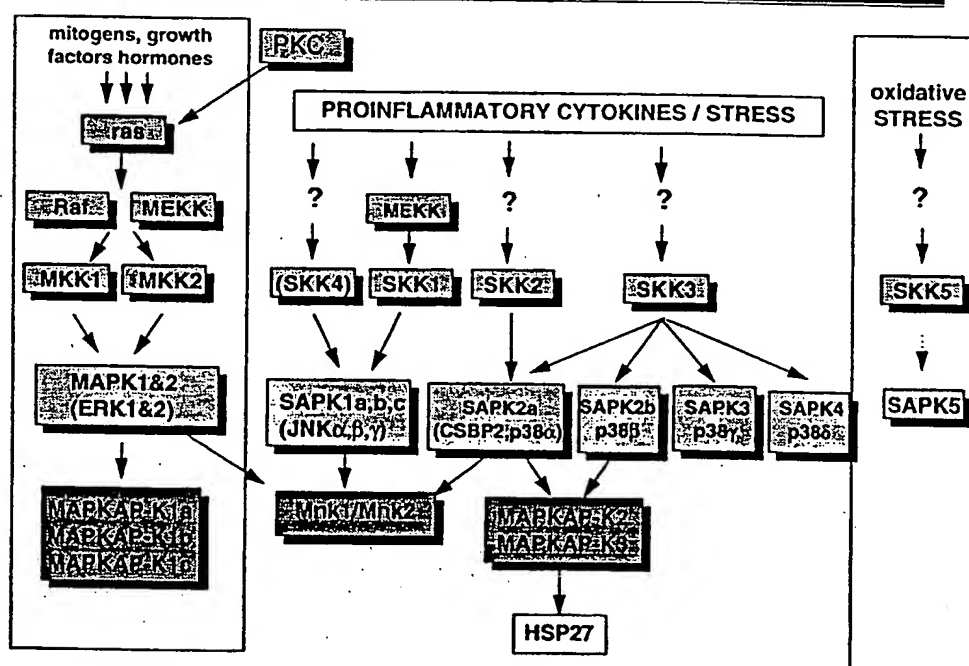 mitogens, growth
factors hormones
PKC
ras
Raf
MEKK
MKK1
MKK2
MAPK1&2
(ERK1&2)
MAPKAP-K1a
MAPKAP-K1b
MAPKAP-K1c
PROINFLAMMATORY CYTOKINES / STRESS
?
MEKK
?
?
(SKK4)
SKK1
SKK2
SKK3
SAPK1a,b,c
(JNKα,β,γ)
SAPK2a
(CSBP2;p38α)
SAPK2b
p38β
SAPK3
p38γ
SAPK4
p38δ
Mnk1/Mnk2
MAPKAP-K2
MAPKAP-K3
HSP27
oxidative
STRESS
?
SKK5
SAPK5